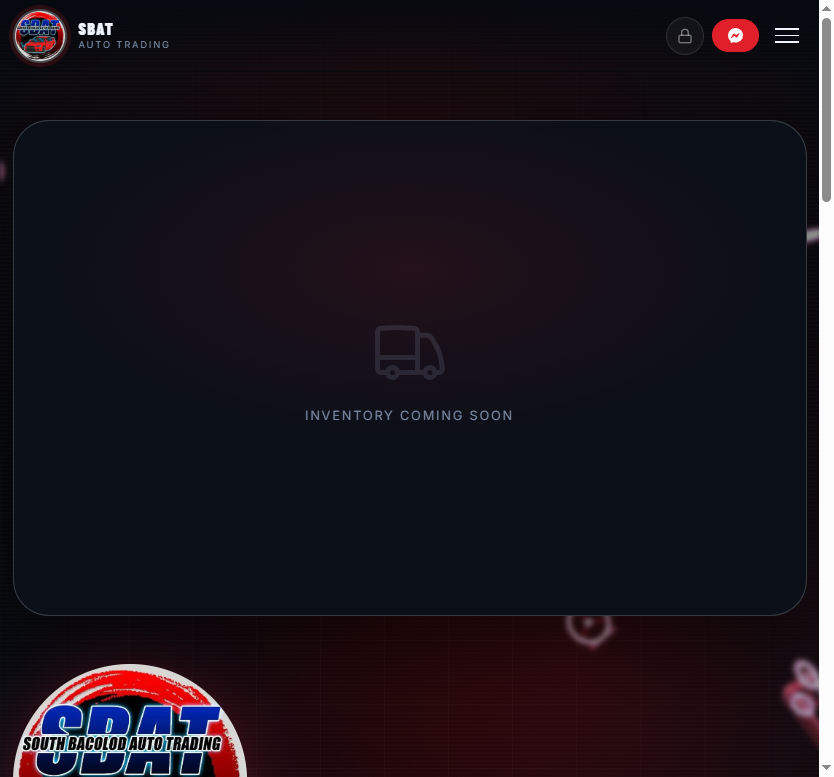 SBAT
AUTO TRADING
INVENTORY COMING SOON
SBAT
SOUTH BACOLOD AUTO TRADING